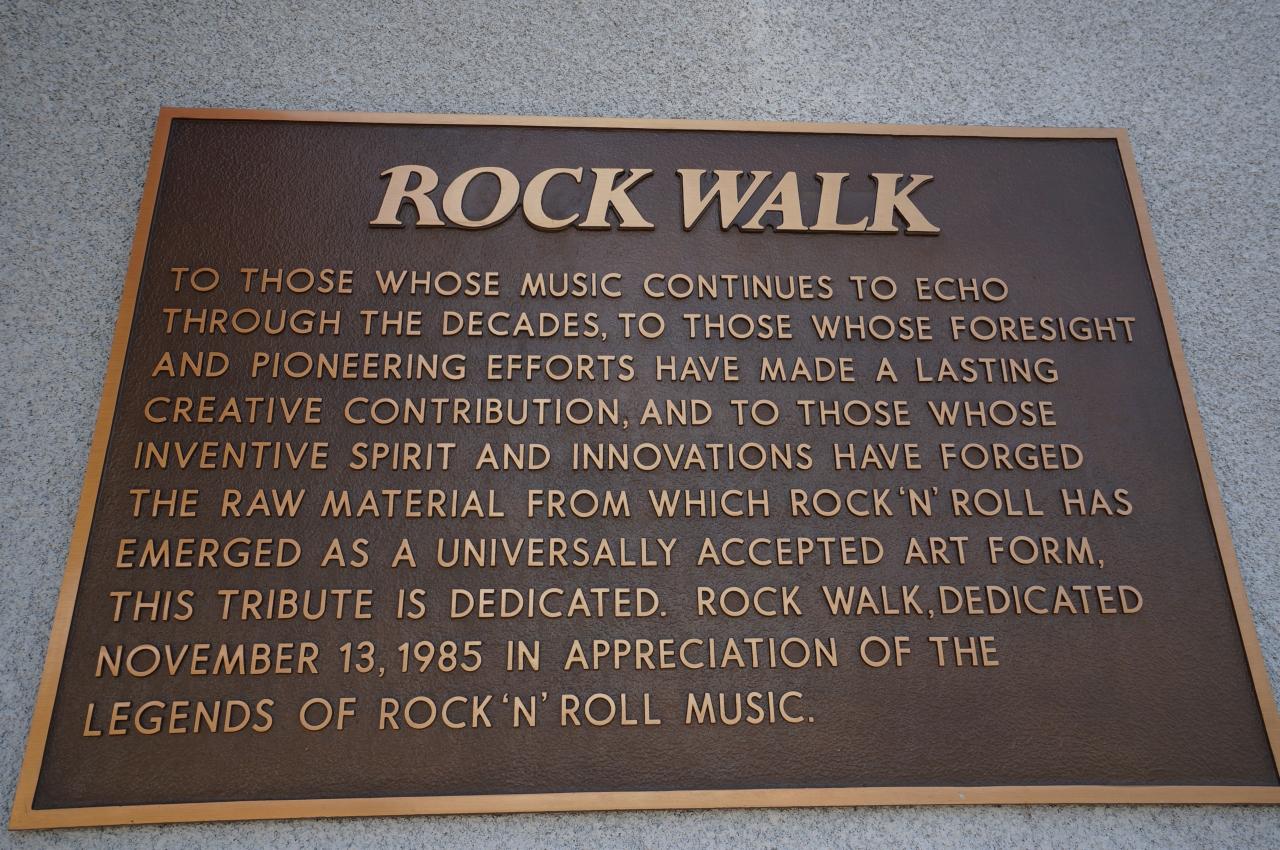 ROCK WALK
TO THOSE WHOSE MUSIC CONTINUES TO ECHO
THROUGH THE DECADES, TO THOSE WHOSE FORESIGHT
AND PIONEERING EFFORTS HAVE MADE A LASTING
CREATIVE CONTRIBUTION, AND TO THOSE WHOSE
INVENTIVE SPIRIT AND INNOVATIONS HAVE FORGED
THE RAW MATERIAL FROM WHICH ROCK ‘N’ ROLL HAS
EMERGED AS A UNIVERSALLY ACCEPTED ART FORM,
THIS TRIBUTE IS DEDICATED. ROCK WALK, DEDICATED
NOVEMBER 13, 1985 IN APPRECIATION OF THE
LEGENDS OF ROCK ‘N’ ROLL MUSIC.